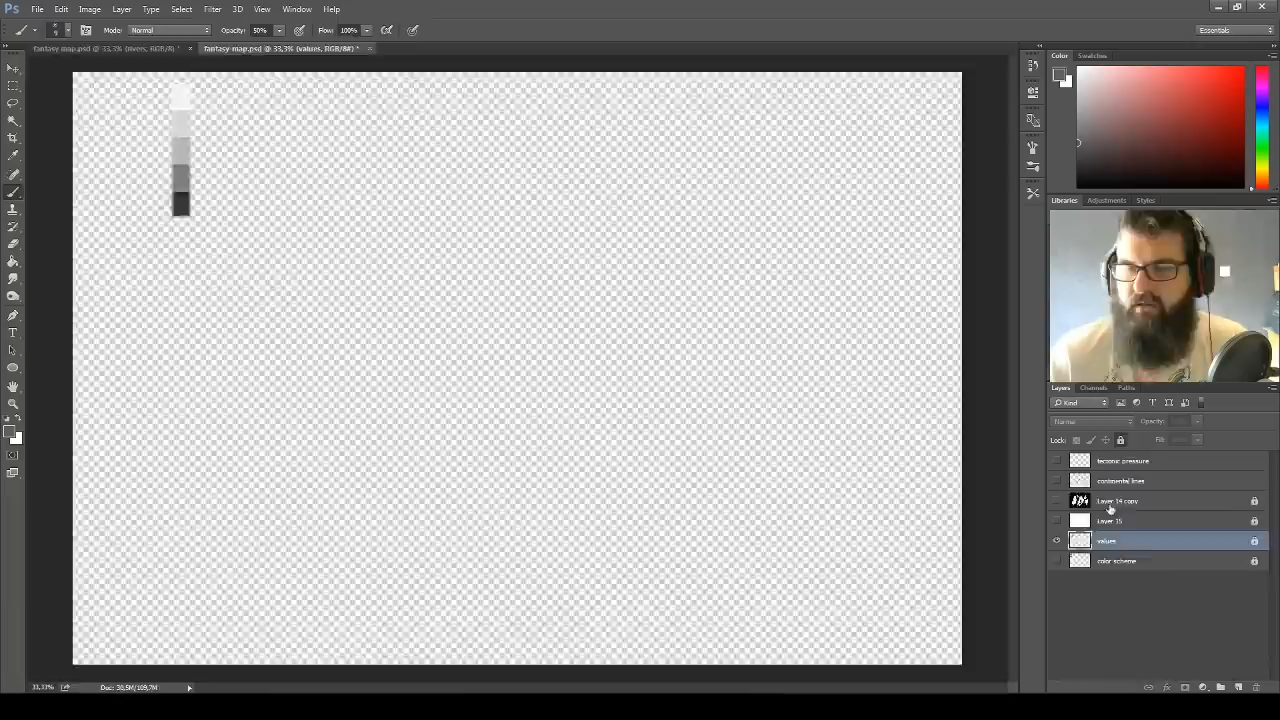 Ps File Edit Image Layer Type Select Filter 3D View Window Help
Mode: Normal Opacity: 50% Flow: 100% Essentials
fantasy map.psd @ 33,3% (rivers, RGB/8) * × fantasy-map.psd @ 33,3% (values, RGB/8#) * ×
Color Swatches
Libraries Adjustments Styles
Layers Channels Paths
Kind
Normal Opacity:
Lock: Fill:
tectonic pressure
continental lines
Layer 14 copy
Layer 15
values
color scheme
33,33% Doc: 30,5M/109,7M